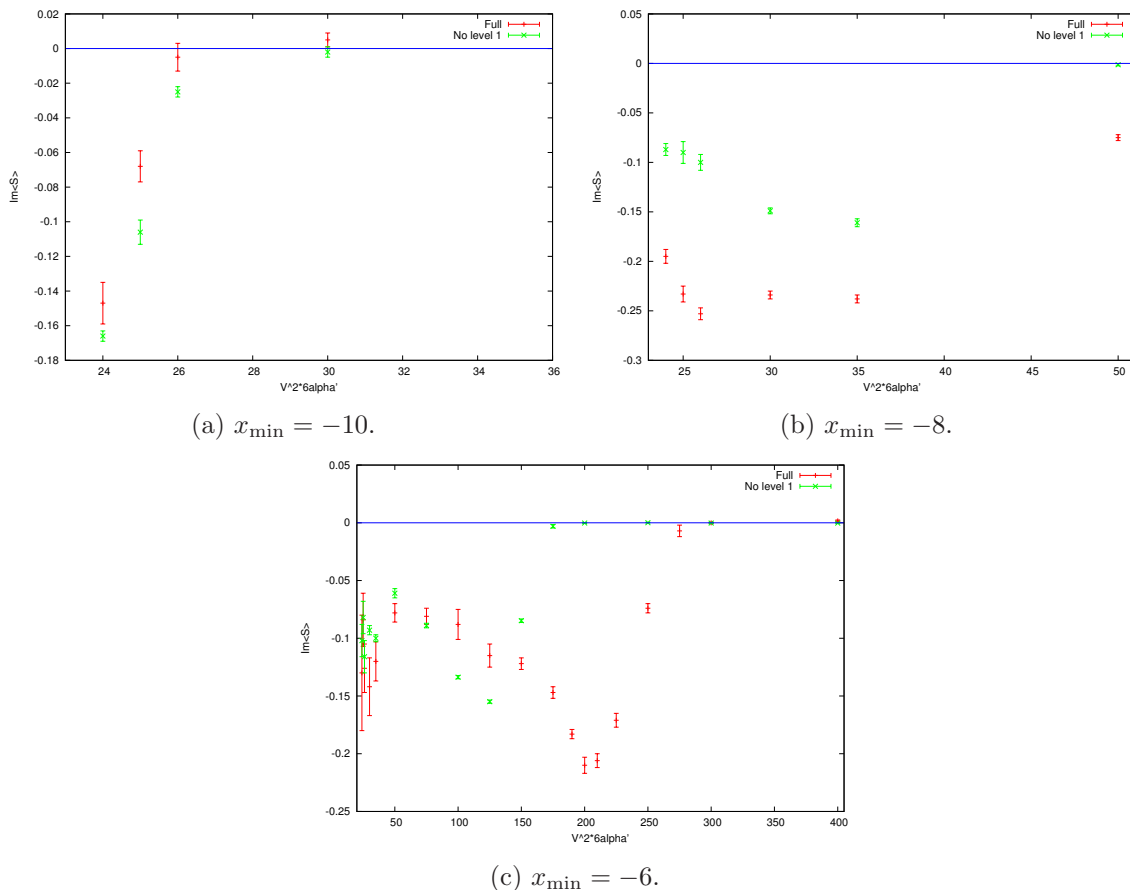 0.02
0
-0.02
-0.04
-0.06
-0.08
-0.1
-0.12
-0.14
-0.16
-0.18
24 26 28 30 32 34 36
Im<S>
V^2*6alpha'
Full
No level 1
(a) x_min = −10.
0.05
0
-0.05
-0.1
-0.15
-0.2
-0.25
-0.3
25 30 35 40 45 50
Im<S>
V^2*6alpha'
Full
No level 1
(b) x_min = −8.
0.05
0
-0.05
-0.1
-0.15
-0.2
-0.25
50 100 150 200 250 300 350 400
Im<S>
V^2*6alpha'
Full
No level 1
(c) x_min = −6.